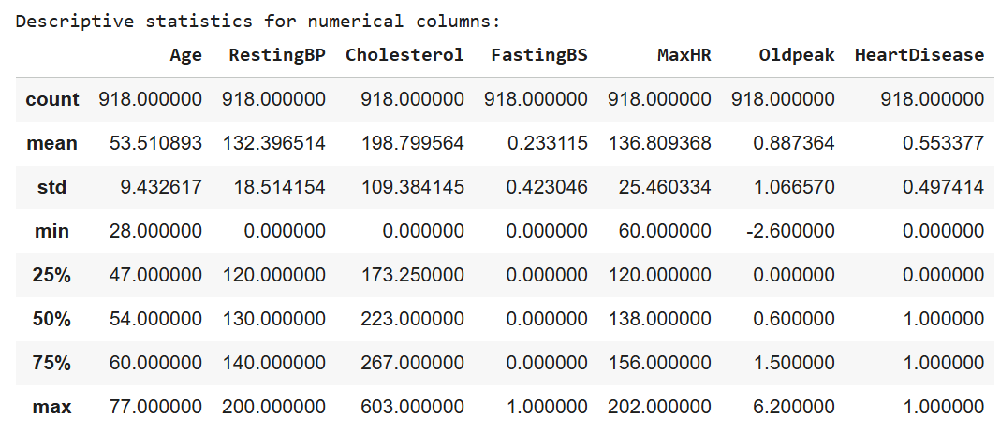 Descriptive statistics for numerical columns:
Age RestingBP Cholesterol FastingBS MaxHR Oldpeak HeartDisease
count 918.000000 918.000000 918.000000 918.000000 918.000000 918.000000 918.000000
mean 53.510893 132.396514 198.799564 0.233115 136.809368 0.887364 0.553377
std 9.432617 18.514154 109.384145 0.423046 25.460334 1.066570 0.497414
min 28.000000 0.000000 0.000000 0.000000 60.000000 -2.600000 0.000000
25% 47.000000 120.000000 173.250000 0.000000 120.000000 0.000000 0.000000
50% 54.000000 130.000000 223.000000 0.000000 138.000000 0.600000 1.000000
75% 60.000000 140.000000 267.000000 0.000000 156.000000 1.500000 1.000000
max 77.000000 200.000000 603.000000 1.000000 202.000000 6.200000 1.000000